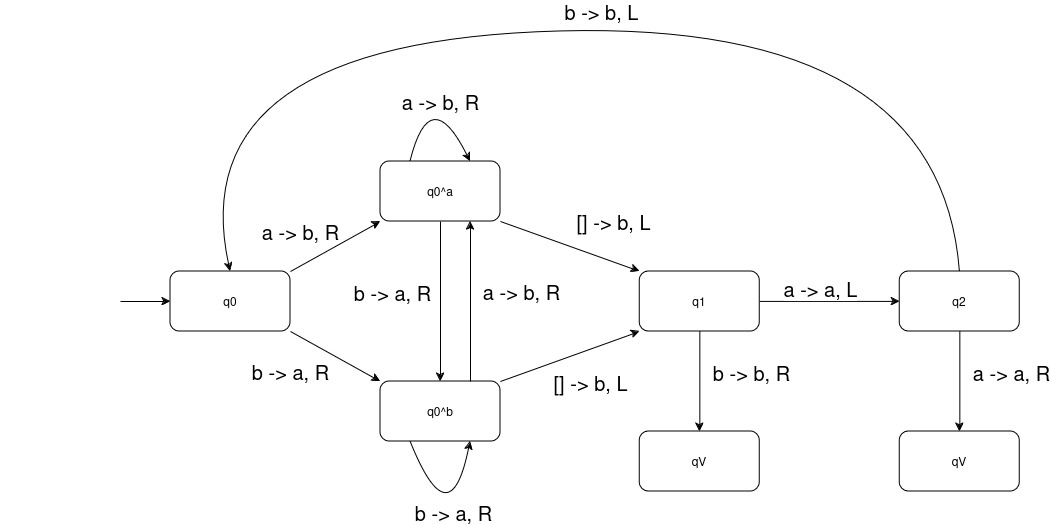 b -> b, L
a -> b, R
q0^a
a -> b, R
[] -> b, L
b -> a, R
a -> b, R
q0
q1
a -> a, L
q2
b -> a, R
[] -> b, L
b -> b, R
a -> a, R
q0^b
qV
qV
b -> a, R